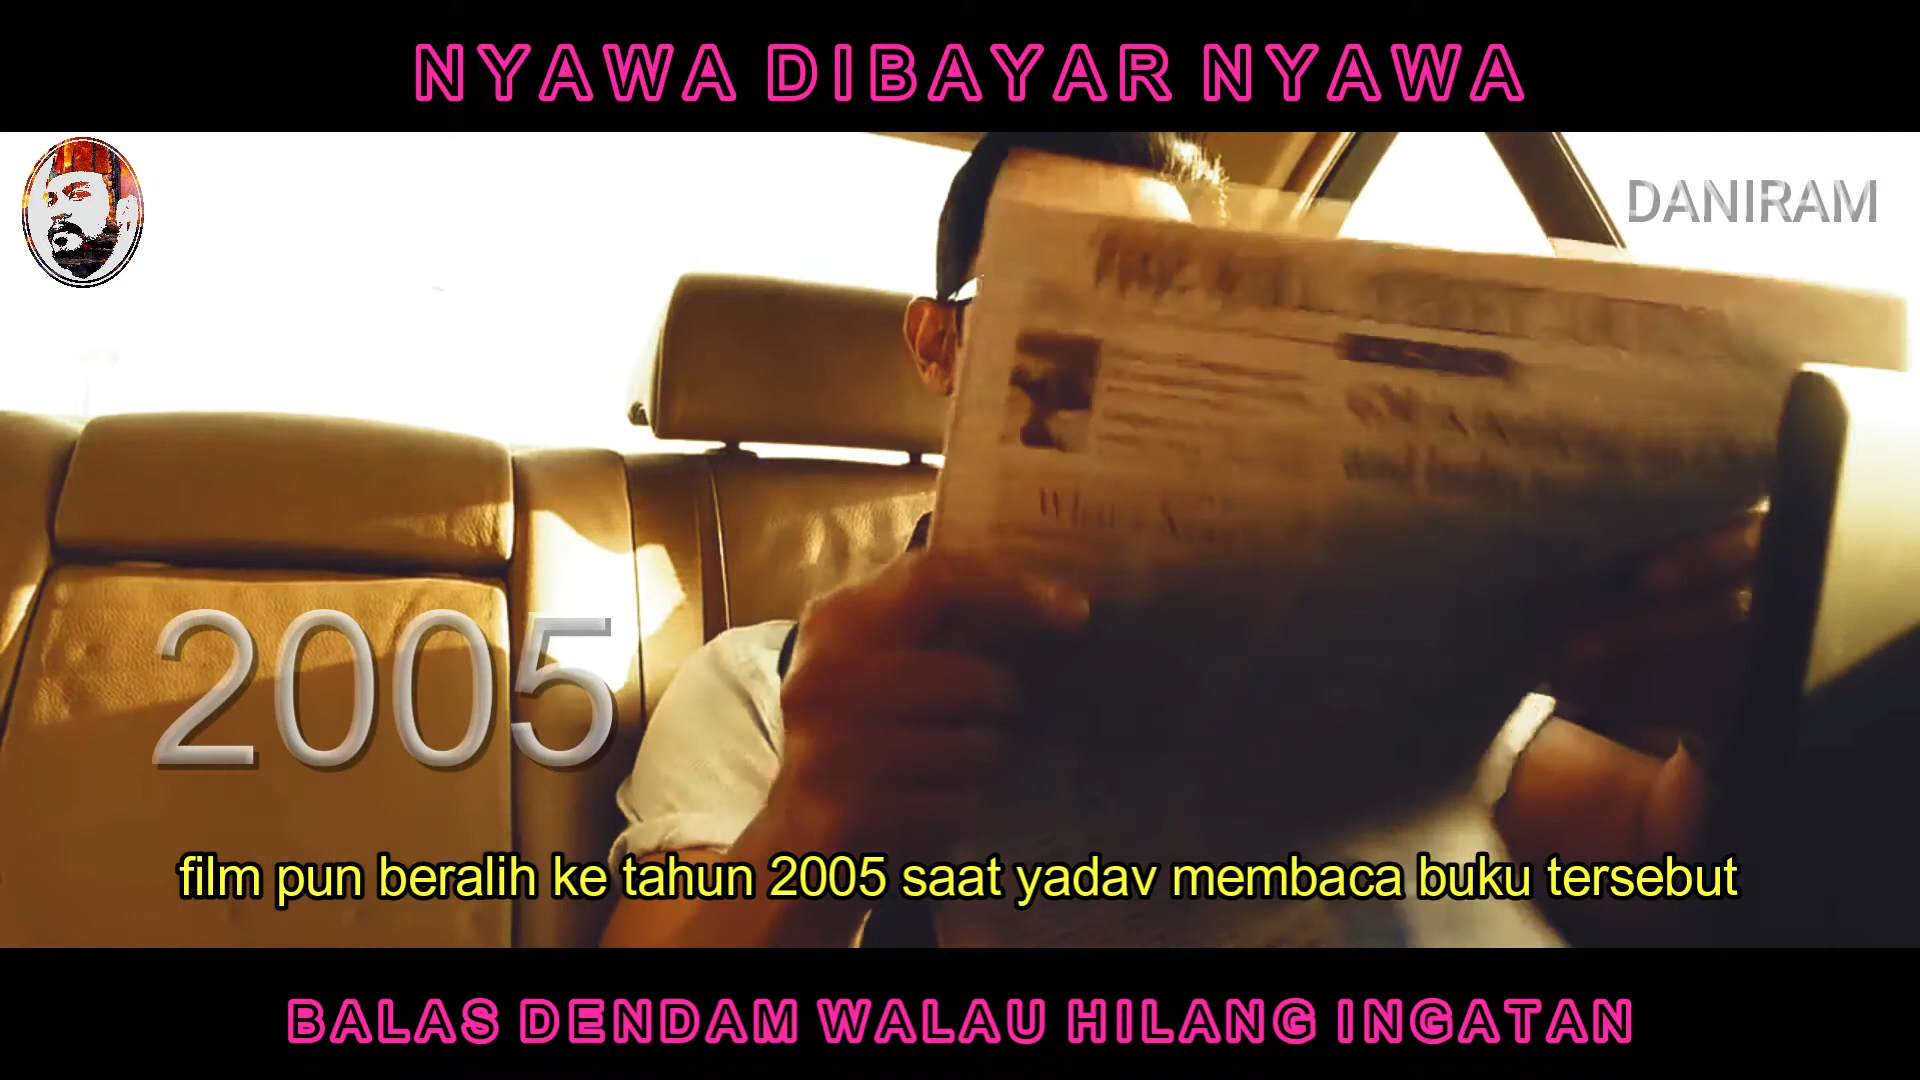 NYAWA DIBAYAR NYAWA
DANIRAM
2005
film pun beralih ke tahun 2005 saat yadav membaca buku tersebut
BALAS DENDAM WALAU HILANG INGATAN